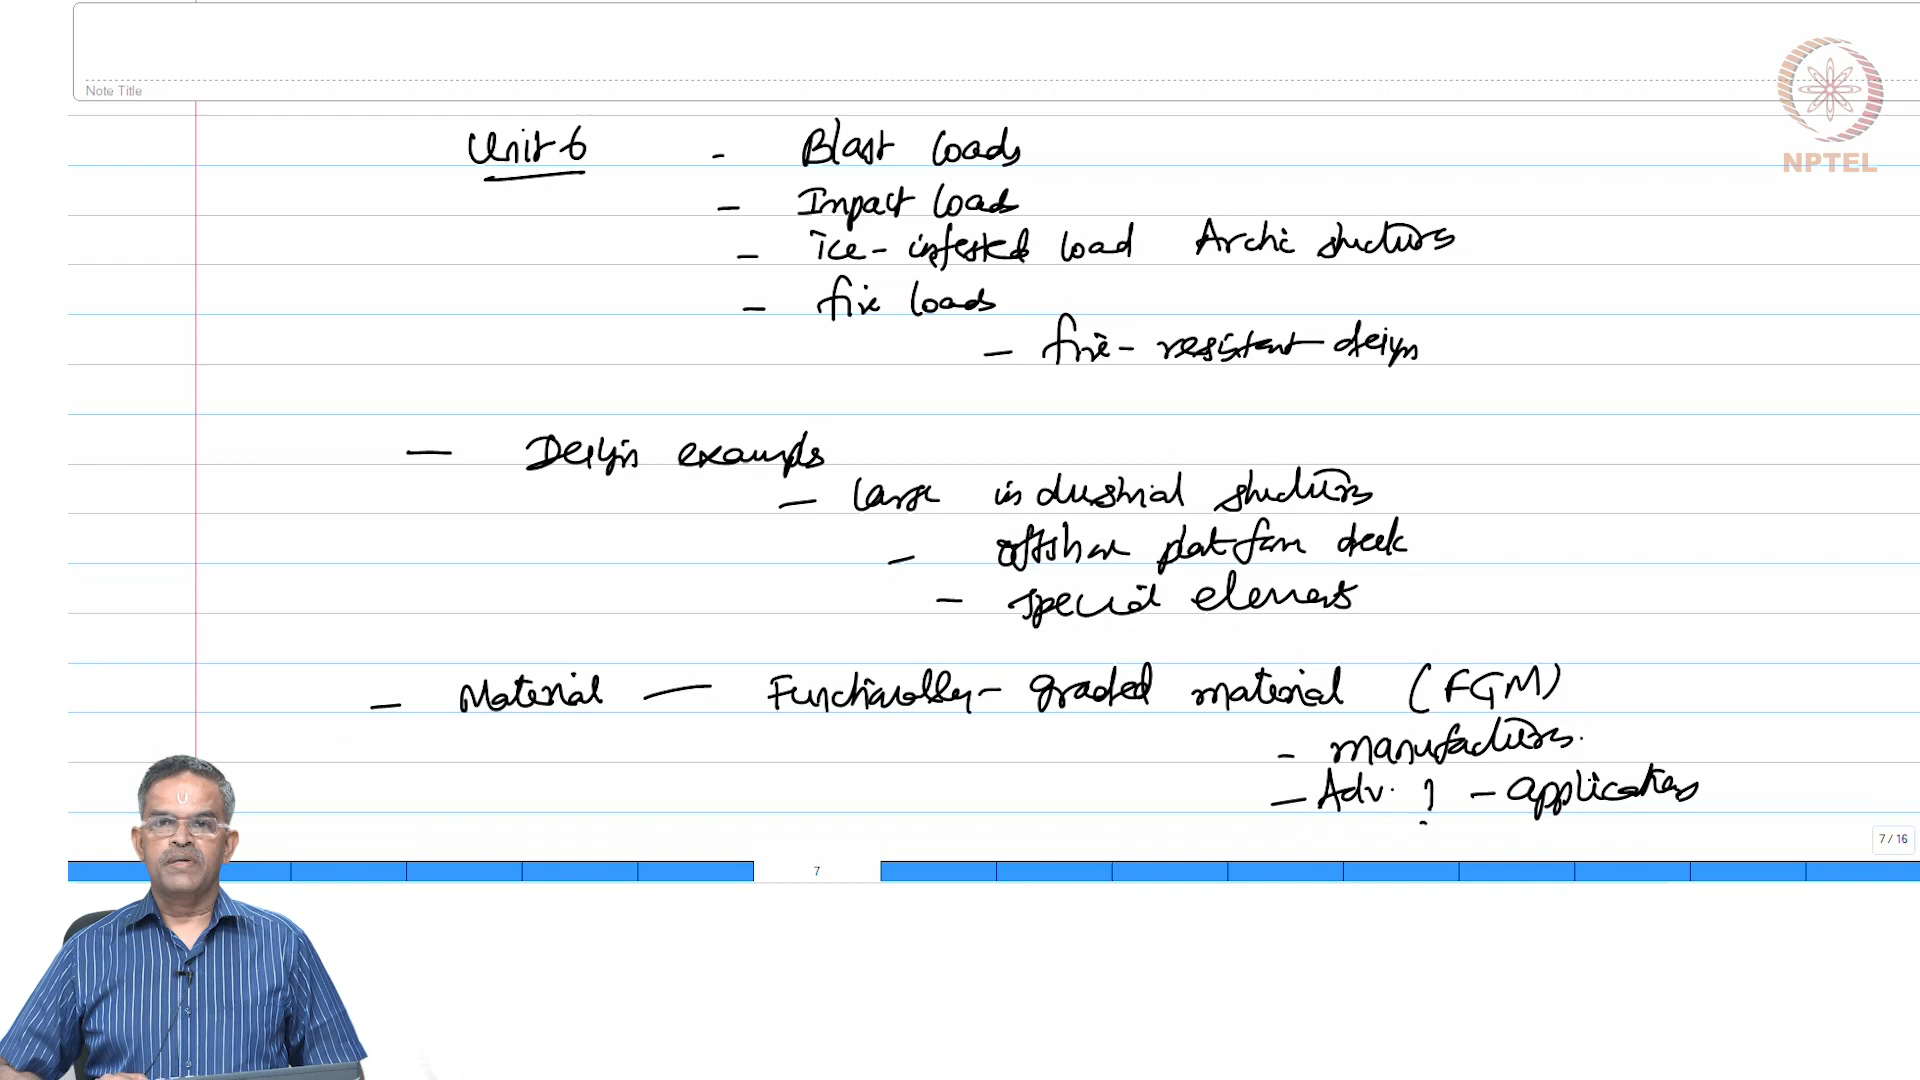 Note Title
NPTEL
Unit 6 - Blast loads
- Impact loads
- ice-infested load Arctic structures
- fire loads
- fire-resistant design
- Design examples
- large industrial structures
- offshore platform deck
- special elements
- Material - Functionally-graded material (FGM)
- manufactures.
- Adv. ? - applications
7 / 16
7